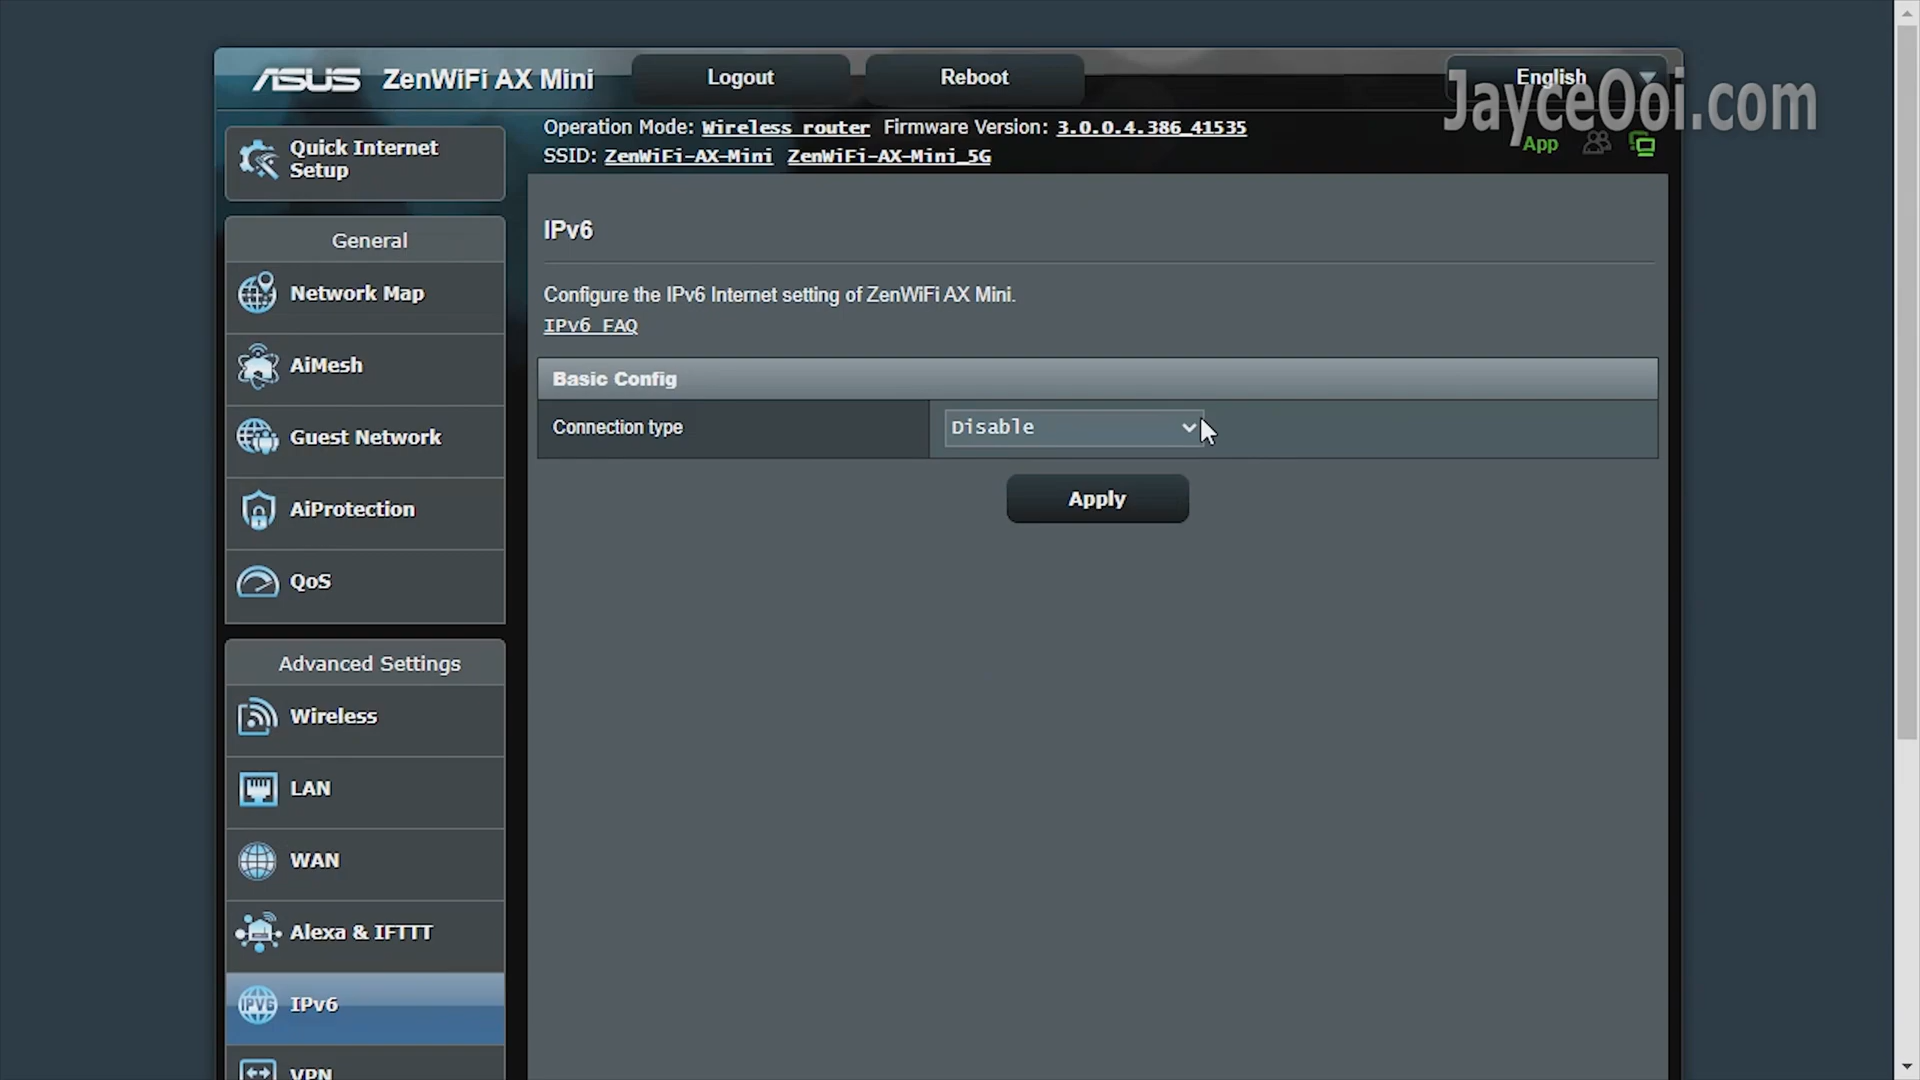 ASUS ZenWiFi AX Mini Logout Reboot English
JayceOoi.com
Operation Mode: Wireless router Firmware Version: 3.0.0.4.386_41535
SSID: ZenWiFi-AX-Mini ZenWiFi-AX-Mini_5G
App
Quick Internet
Setup
General
Network Map
AiMesh
Guest Network
AiProtection
QoS
Advanced Settings
Wireless
LAN
WAN
Alexa & IFTTT
IPV6 IPv6
VPN
IPv6
Configure the IPv6 Internet setting of ZenWiFi AX Mini.
IPv6 FAQ
Basic Config
Connection type Disable
Apply